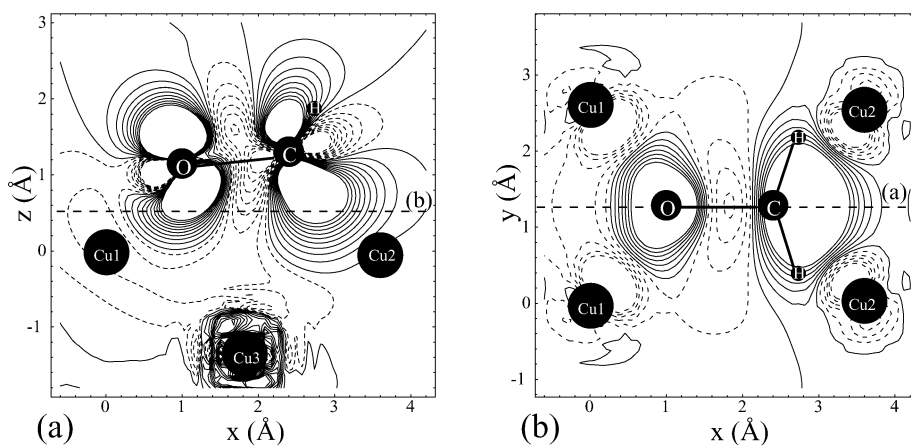 3
2
1
0
-1
z (Å)
H
O
C
(b)
Cu1
Cu2
Cu3
0 1 2 3 4
x (Å)
(a)
3
2
1
0
-1
y (Å)
Cu1
Cu2
H
(a)
O
C
H
Cu1
Cu2
0 1 2 3 4
x (Å)
(b)